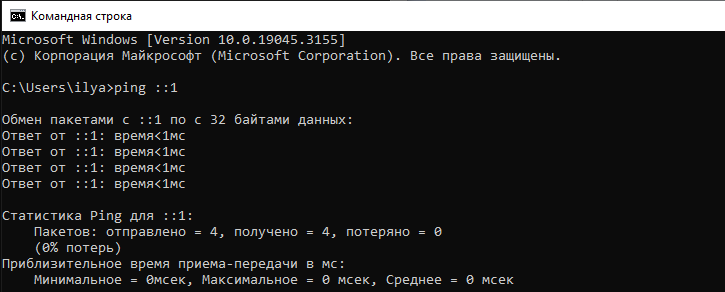 Командная строка
Microsoft Windows [Version 10.0.19045.3155]
(c) Корпорация Майкрософт (Microsoft Corporation). Все права защищены.
C:\Users\ilya>ping ::1
Обмен пакетами с ::1 по с 32 байтами данных:
Ответ от ::1: время<1мс
Ответ от ::1: время<1мс
Ответ от ::1: время<1мс
Ответ от ::1: время<1мс
Статистика Ping для ::1:
    Пакетов: отправлено = 4, получено = 4, потеряно = 0
    (0% потерь)
Приблизительное время приема-передачи в мс:
    Минимальное = 0мсек, Максимальное = 0 мсек, Среднее = 0 мсек